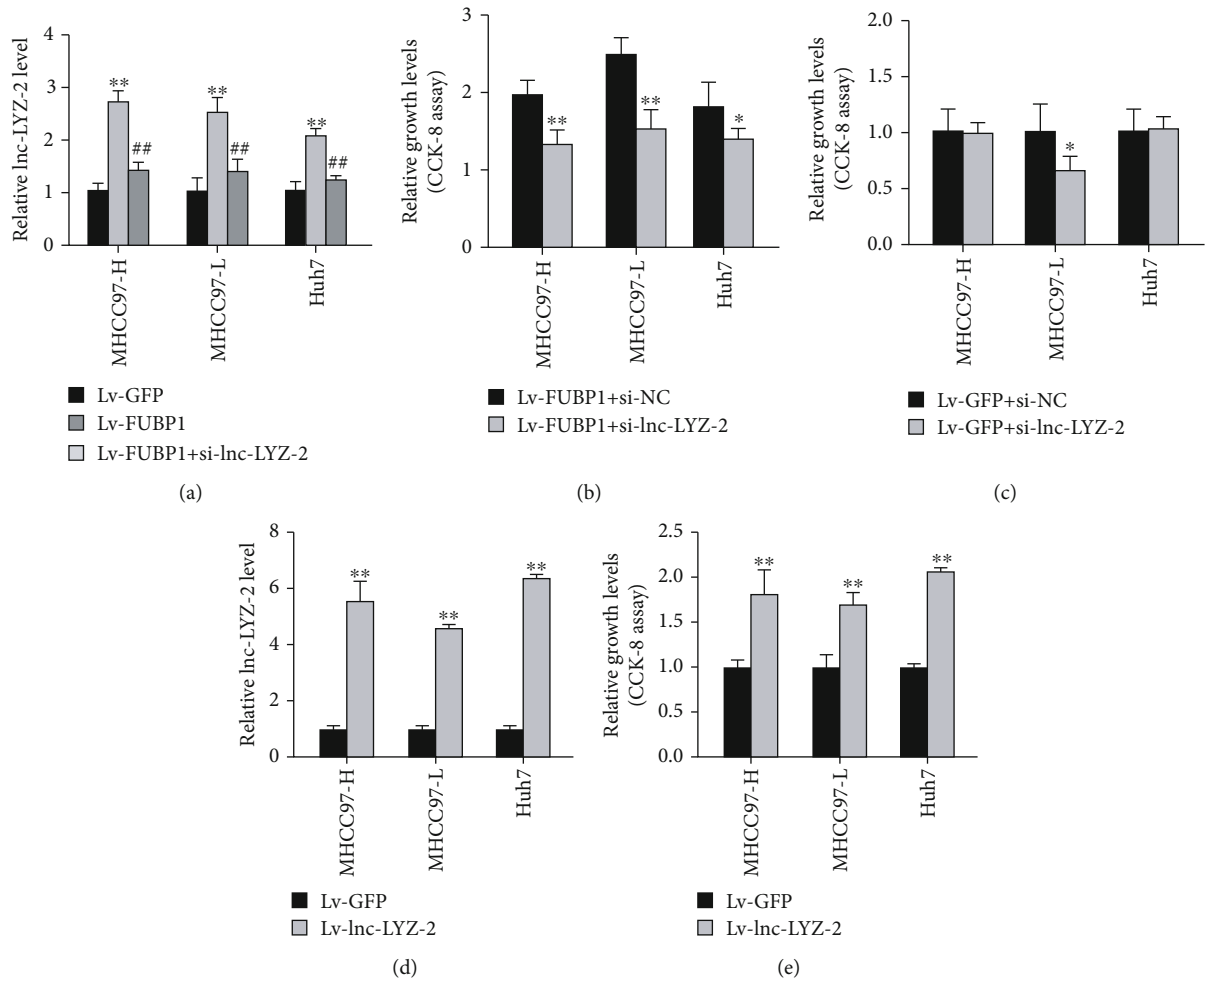 Relative lnc-LYZ-2 level
4
3
2
1
0
**
##
**
##
**
##
MHCC97-H
MHCC97-L
Huh7
Lv-GFP
Lv-FUBP1
Lv-FUBP1+si-lnc-LYZ-2
(a)
Relative growth levels
(CCK-8 assay)
3
2
1
0
**
**
*
MHCC97-H
MHCC97-L
Huh7
Lv-FUBP1+si-NC
Lv-FUBP1+si-lnc-LYZ-2
(b)
Relative growth levels
(CCK-8 assay)
2.0
1.5
1.0
0.5
0.0
*
MHCC97-H
MHCC97-L
Huh7
Lv-GFP+si-NC
Lv-GFP+si-lnc-LYZ-2
(c)
Relative lnc-LYZ-2 level
8
6
4
2
0
**
**
**
MHCC97-H
MHCC97-L
Huh7
Lv-GFP
Lv-lnc-LYZ-2
(d)
Relative growth levels
(CCK-8 assay)
2.5
2.0
1.5
1.0
0.5
0.0
**
**
**
MHCC97-H
MHCC97-L
Huh7
Lv-GFP
Lv-lnc-LYZ-2
(e)